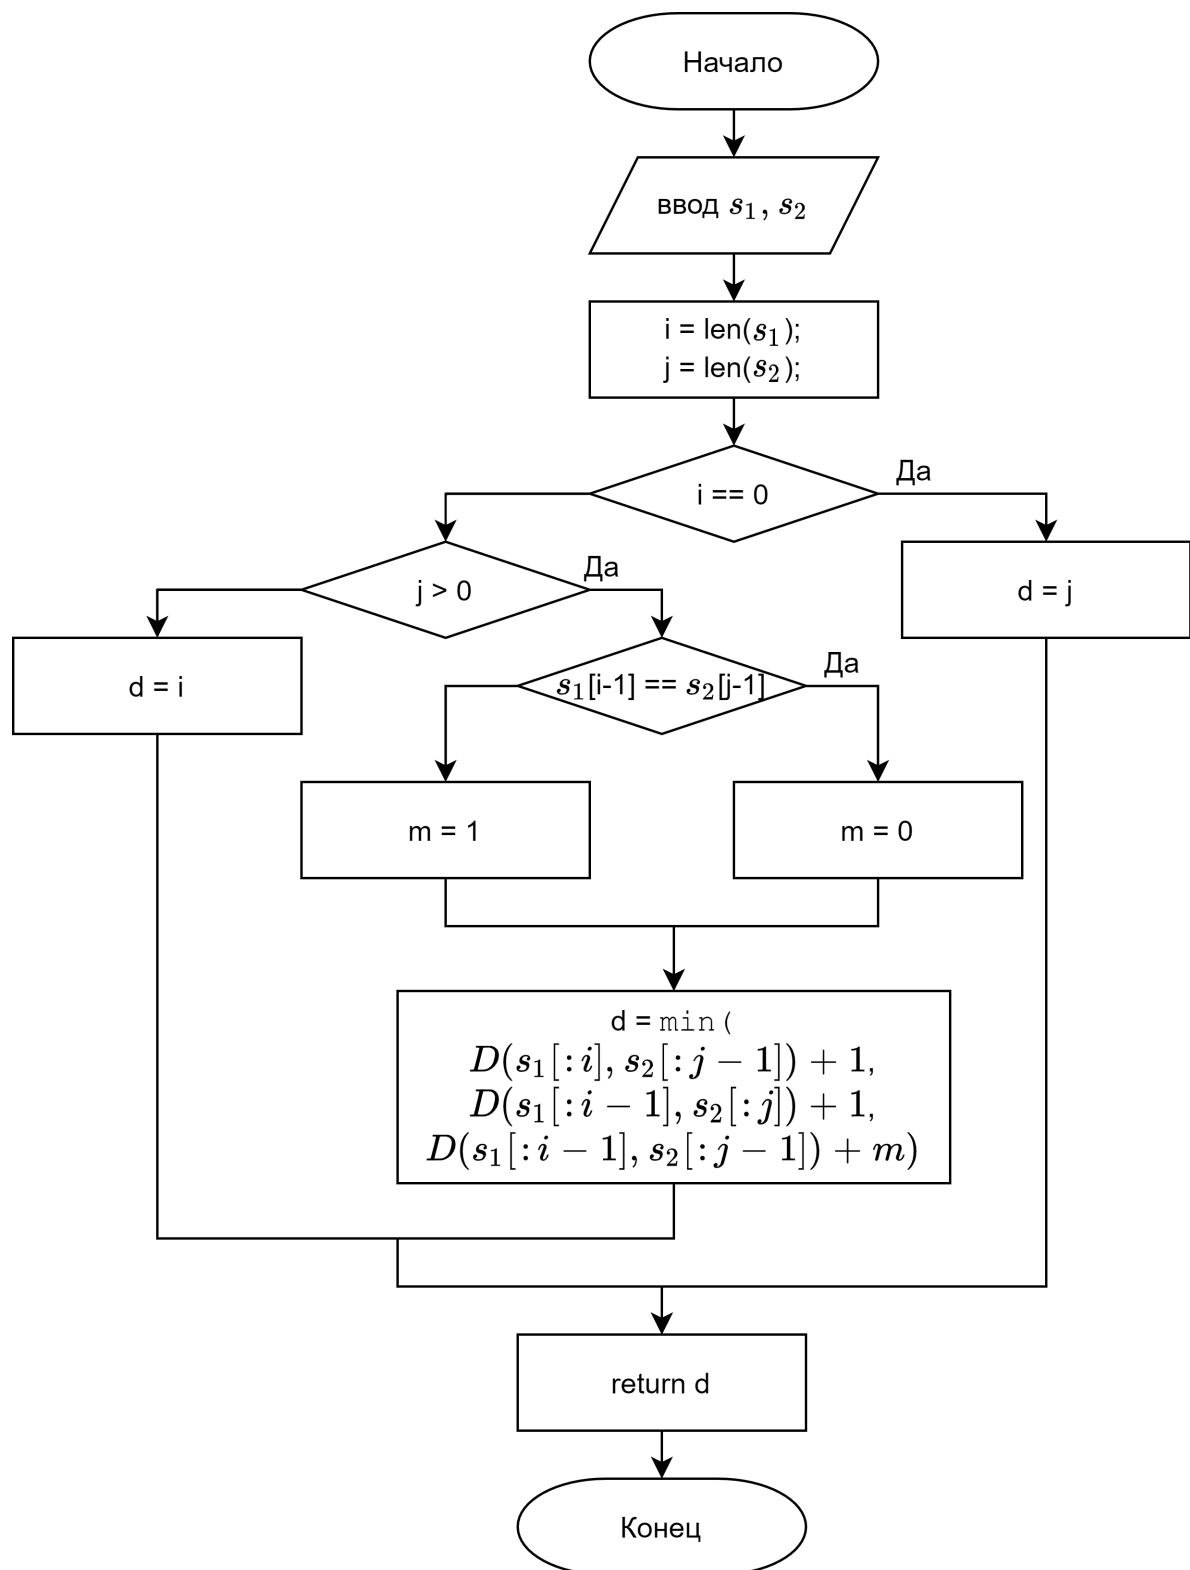 Начало
ввод s₁, s₂
i = len(s₁);
j = len(s₂);
i == 0
Да
j > 0
Да
d = j
d = i
s₁[i-1] == s₂[j-1]
Да
m = 1
m = 0
d = min(
D(s₁[:i], s₂[:j − 1]) + 1,
D(s₁[:i − 1], s₂[:j]) + 1,
D(s₁[:i − 1], s₂[:j − 1]) + m)
return d
Конец